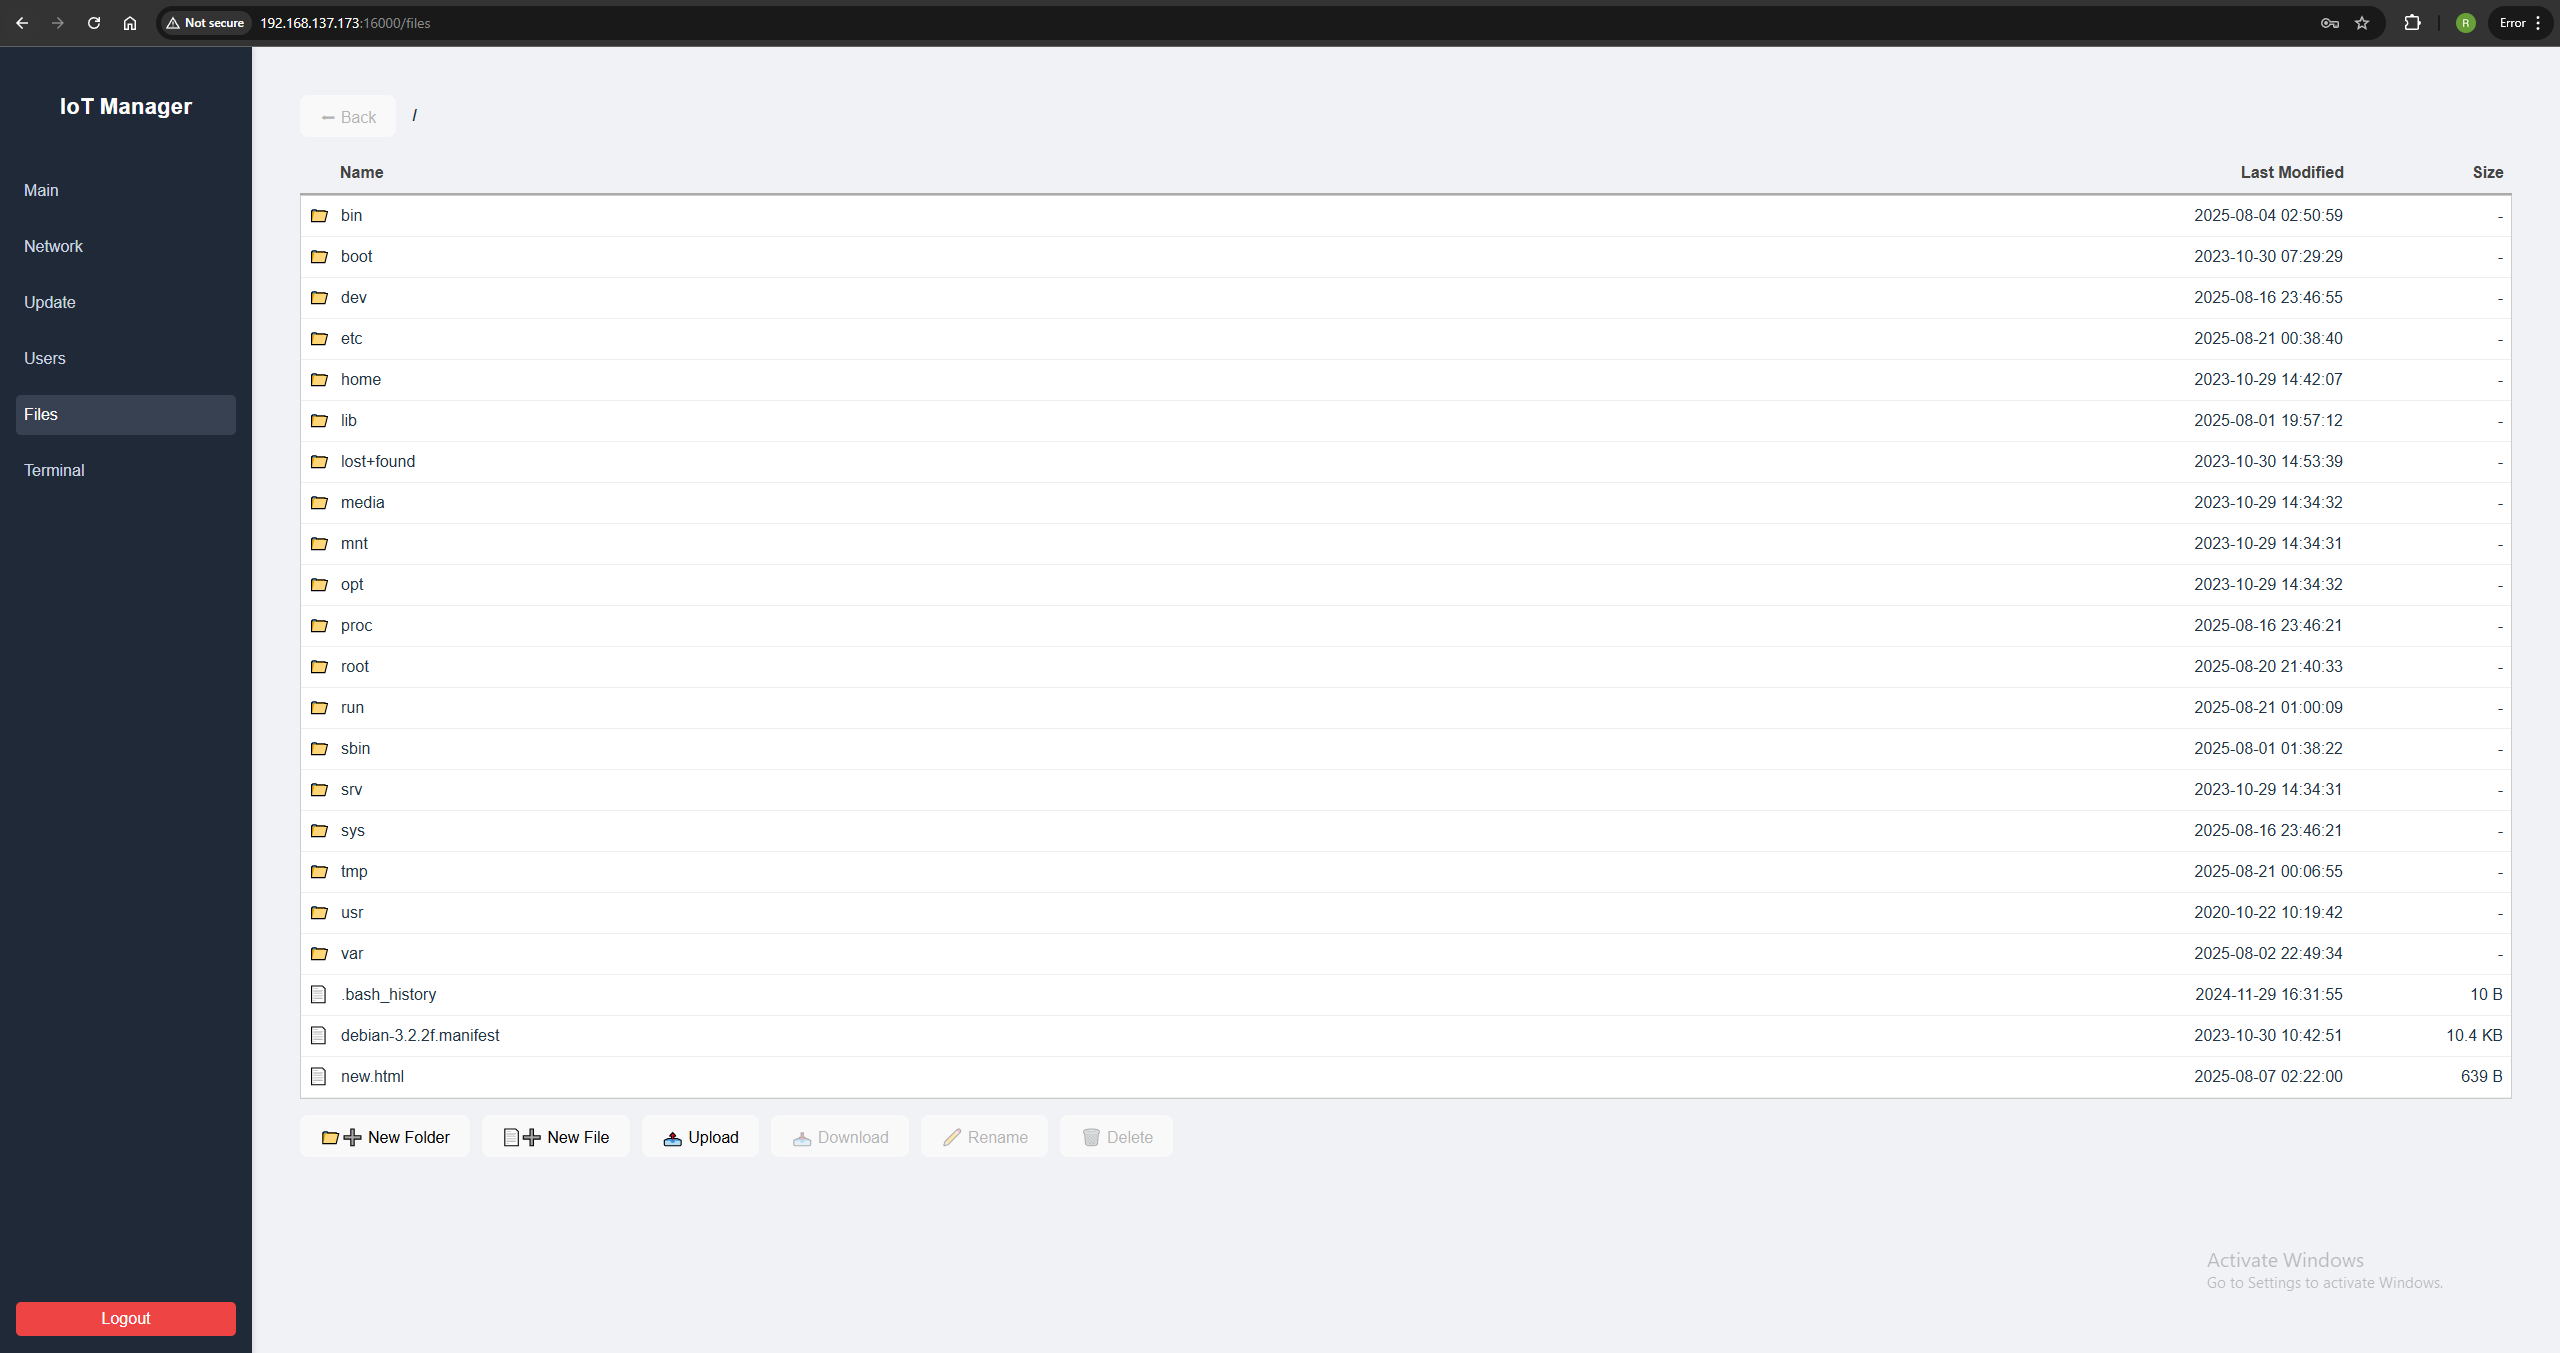 Not secure 192.168.137.173:16000/files R Error
IoT Manager
Main
Network
Update
Users
Files
Terminal
Logout
Back /
Name Last Modified Size
bin 2025-08-04 02:50:59 -
boot 2023-10-30 07:29:29 -
dev 2025-08-16 23:46:55 -
etc 2025-08-21 00:38:40 -
home 2023-10-29 14:42:07 -
lib 2025-08-01 19:57:12 -
lost+found 2023-10-30 14:53:39 -
media 2023-10-29 14:34:32 -
mnt 2023-10-29 14:34:31 -
opt 2023-10-29 14:34:32 -
proc 2025-08-16 23:46:21 -
root 2025-08-20 21:40:33 -
run 2025-08-21 01:00:09 -
sbin 2025-08-01 01:38:22 -
srv 2023-10-29 14:34:31 -
sys 2025-08-16 23:46:21 -
tmp 2025-08-21 00:06:55 -
usr 2020-10-22 10:19:42 -
var 2025-08-02 22:49:34 -
.bash_history 2024-11-29 16:31:55 10 B
debian-3.2.2f.manifest 2023-10-30 10:42:51 10.4 KB
new.html 2025-08-07 02:22:00 639 B
New Folder New File Upload Download Rename Delete
Activate Windows
Go to Settings to activate Windows.